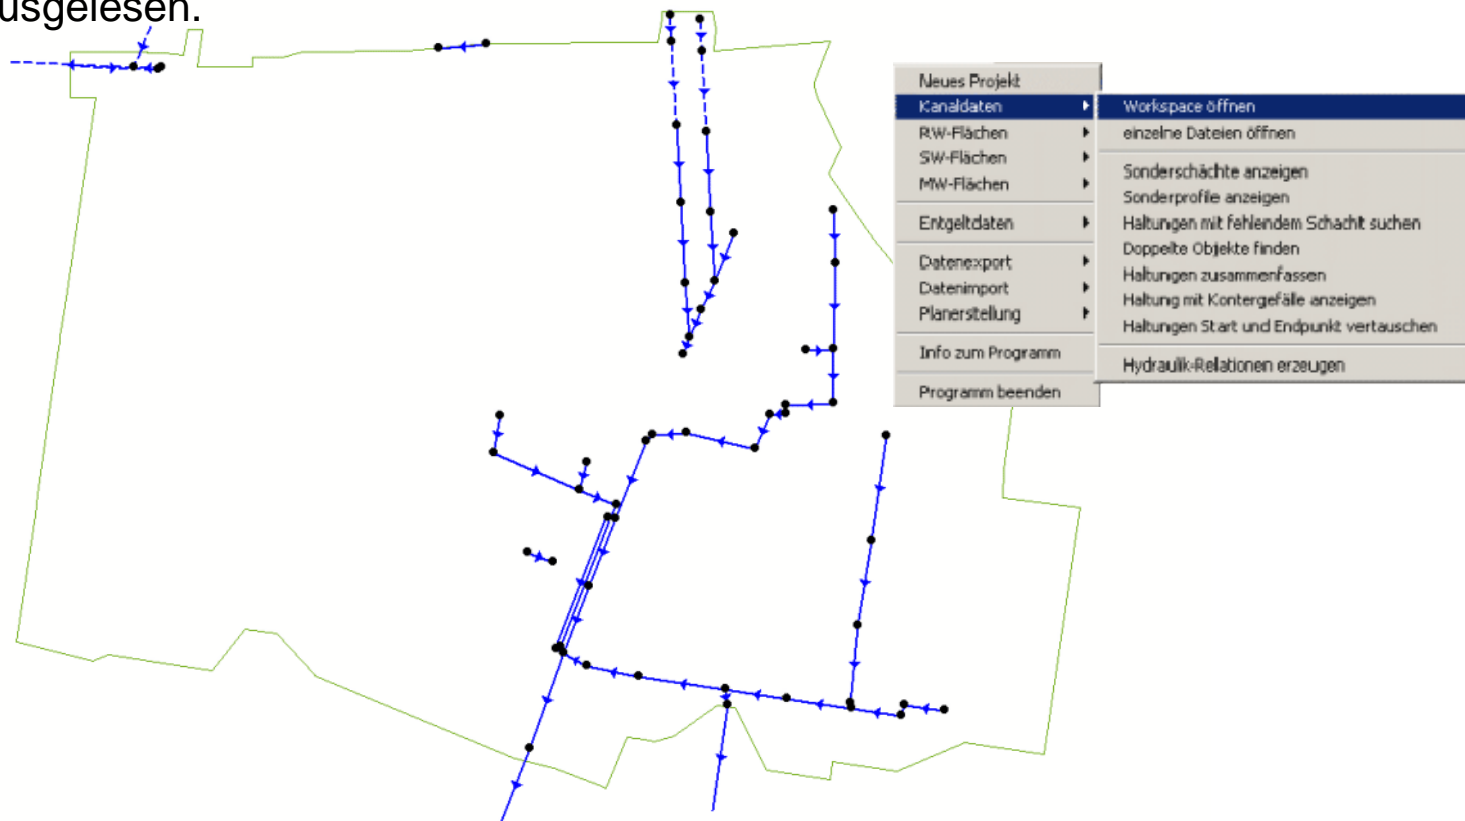 usgelesen.
Neues Projekt
Kanaldaten
RW-Flächen
SW-Flächen
MW-Flächen
Entgeltdaten
Datenexport
Datenimport
Planerstellung
Info zum Programm
Programm beenden
Workspace öffnen
einzelne Dateien öffnen
Sonderschächte anzeigen
Sonderprofile anzeigen
Haltungen mit fehlendem Schacht suchen
Doppelte Objekte finden
Haltungen zusammenfassen
Haltung mit Kontergefälle anzeigen
Haltungen Start und Endpunkt vertauschen
Hydraulik-Relationen erzeugen